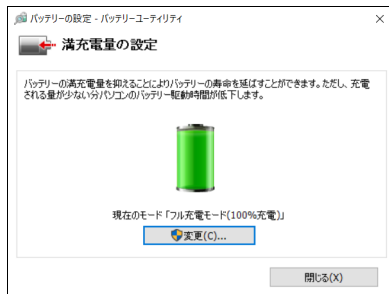 バッテリーの設定 - バッテリーユーティリティ
満充電量の設定
バッテリーの満充電量を抑えることによりバッテリーの寿命を延ばすことができます。ただし、充電
される量が少ない分パソコンのバッテリー駆動時間が低下します。
現在のモード「フル充電モード(100%充電)」
変更(C)...
閉じる(X)